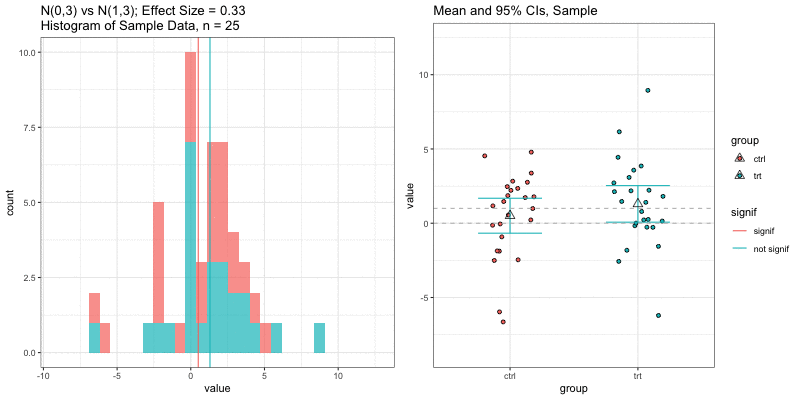 N(0,3) vs N(1,3); Effect Size = 0.33
Histogram of Sample Data, n = 25
10.0
7.5
5.0
2.5
0.0
count
-10
-5
0
5
10
value
Mean and 95% CIs, Sample
10
5
0
-5
value
ctrl
trt
group
group
ctrl
trt
signif
signif
not signif